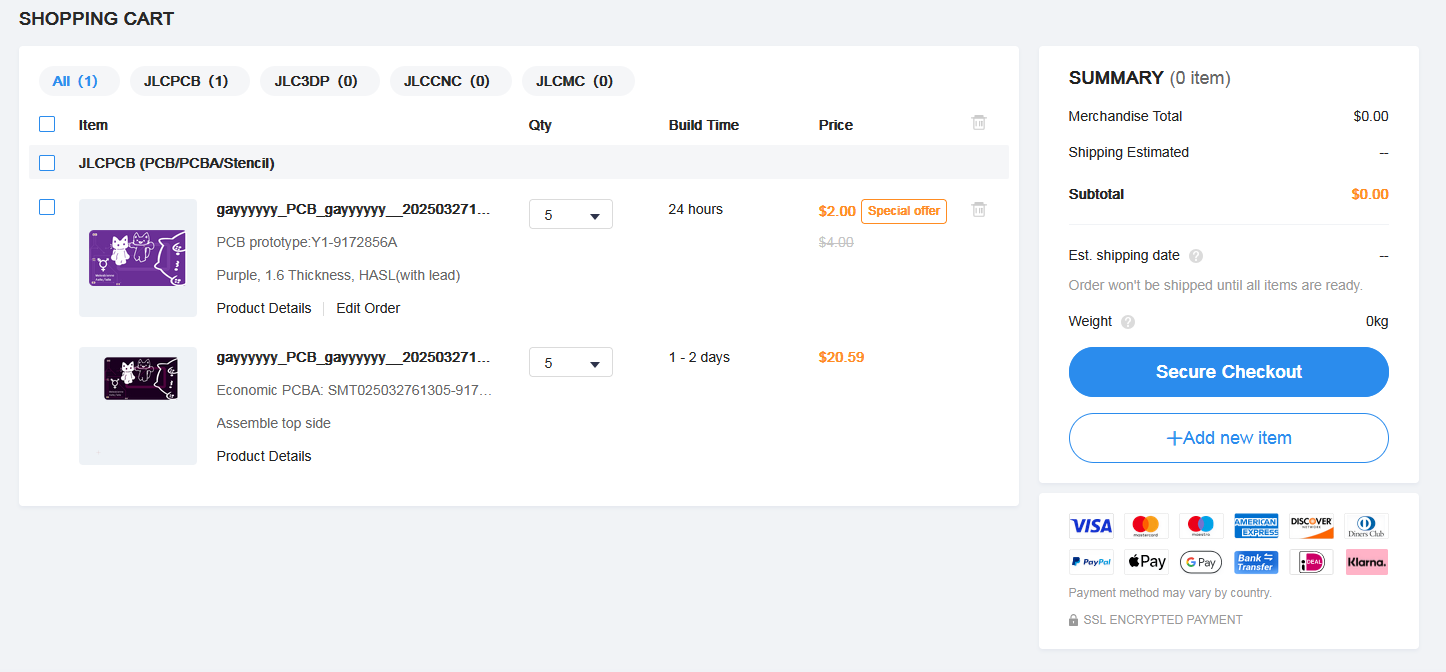 SHOPPING CART
All (1) JLCPCB (1) JLC3DP (0) JLCCNC (0) JLCMC (0)
Item Qty Build Time Price
JLCPCB (PCB/PCBA/Stencil)
gayyyyyy_PCB_gayyyyyy__202503271... 5 24 hours $2.00 Special offer
$4.00
PCB prototype:Y1-9172856A
Purple, 1.6 Thickness, HASL(with lead)
Product Details Edit Order
gayyyyyy_PCB_gayyyyyy__202503271... 5 1 - 2 days $20.59
Economic PCBA: SMT025032761305-917...
Assemble top side
Product Details
SUMMARY (0 item)
Merchandise Total $0.00
Shipping Estimated --
Subtotal $0.00
Est. shipping date ? --
Order won't be shipped until all items are ready.
Weight ? 0kg
Secure Checkout
+Add new item
VISA mastercard maestro AMERICAN EXPRESS DISCOVER NETWORK Diners Club
PayPal Pay G Pay Bank Transfer iDEAL Klarna.
Payment method may vary by country.
SSL ENCRYPTED PAYMENT